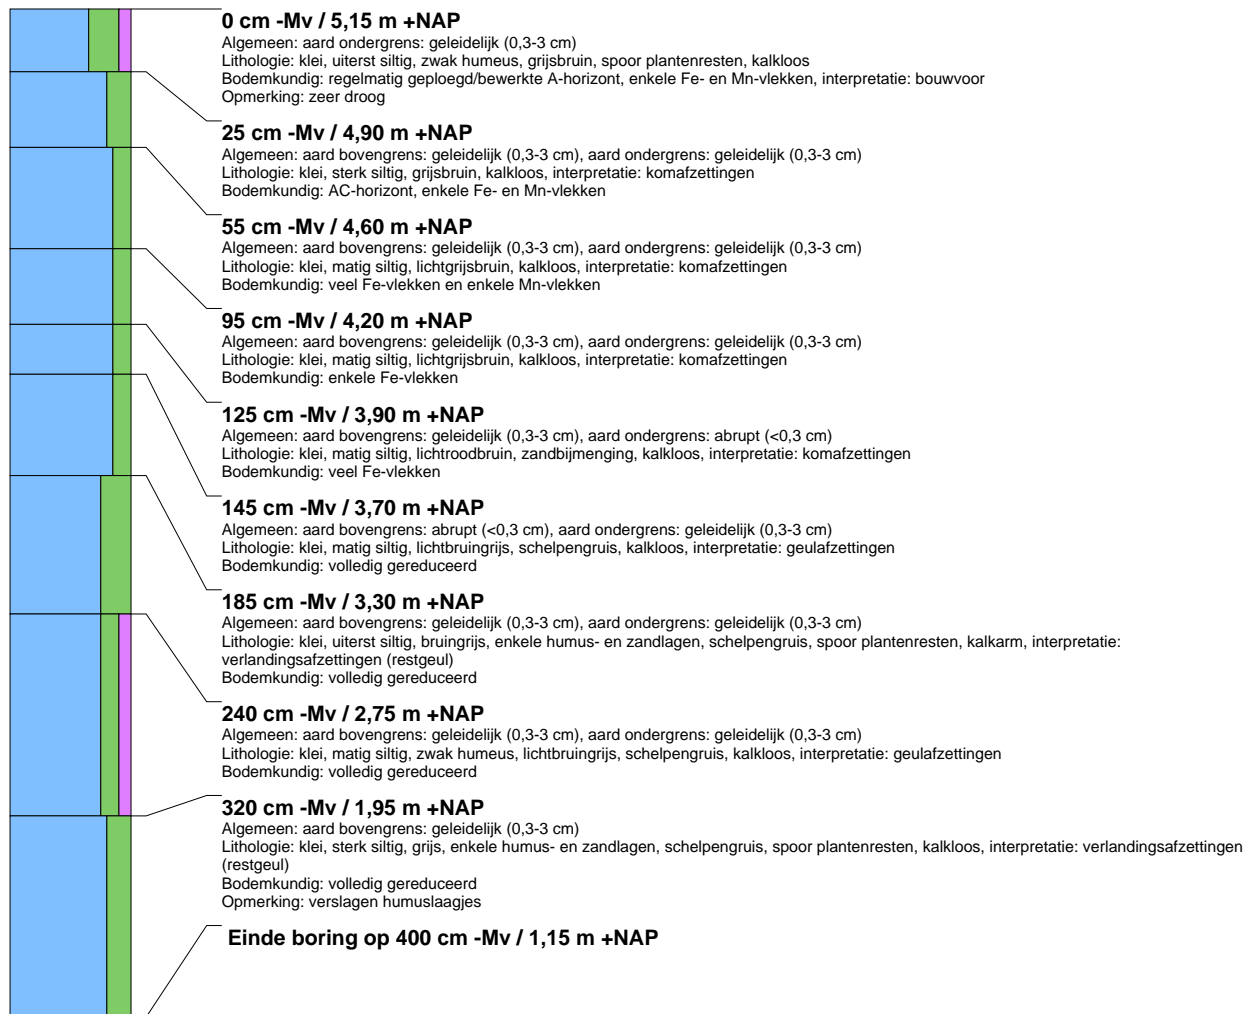 0 cm -Mv / 5,15 m +NAP
Algemeen: aard ondergrens: geleidelijk (0,3-3 cm)
Lithologie: klei, uiterst siltig, zwak humeus, grijsbruin, spoor plantenresten, kalkloos
Bodemkundig: regelmatig geploegd/bewerkte A-horizont, enkele Fe- en Mn-vlekken, interpretatie: bouwvoor
Opmerking: zeer droog
25 cm -Mv / 4,90 m +NAP
Algemeen: aard bovengrens: geleidelijk (0,3-3 cm), aard ondergrens: geleidelijk (0,3-3 cm)
Lithologie: klei, sterk siltig, grijsbruin, kalkloos, interpretatie: komafzettingen
Bodemkundig: AC-horizont, enkele Fe- en Mn-vlekken
55 cm -Mv / 4,60 m +NAP
Algemeen: aard bovengrens: geleidelijk (0,3-3 cm), aard ondergrens: geleidelijk (0,3-3 cm)
Lithologie: klei, matig siltig, lichtgrijsbruin, kalkloos, interpretatie: komafzettingen
Bodemkundig: veel Fe-vlekken en enkele Mn-vlekken
95 cm -Mv / 4,20 m +NAP
Algemeen: aard bovengrens: geleidelijk (0,3-3 cm), aard ondergrens: geleidelijk (0,3-3 cm)
Lithologie: klei, matig siltig, lichtgrijsbruin, kalkloos, interpretatie: komafzettingen
Bodemkundig: enkele Fe-vlekken
125 cm -Mv / 3,90 m +NAP
Algemeen: aard bovengrens: geleidelijk (0,3-3 cm), aard ondergrens: abrupt (<0,3 cm)
Lithologie: klei, matig siltig, lichtroodbruin, zandbijmenging, kalkloos, interpretatie: komafzettingen
Bodemkundig: veel Fe-vlekken
145 cm -Mv / 3,70 m +NAP
Algemeen: aard bovengrens: abrupt (<0,3 cm), aard ondergrens: geleidelijk (0,3-3 cm)
Lithologie: klei, matig siltig, lichtbruingrijs, schelpengruis, kalkloos, interpretatie: geulafzettingen
Bodemkundig: volledig gereduceerd
185 cm -Mv / 3,30 m +NAP
Algemeen: aard bovengrens: geleidelijk (0,3-3 cm), aard ondergrens: geleidelijk (0,3-3 cm)
Lithologie: klei, uiterst siltig, bruingrijs, enkele humus- en zandlagen, schelpengruis, spoor plantenresten, kalkarm, interpretatie:
verlandingsafzettingen (restgeul)
Bodemkundig: volledig gereduceerd
240 cm -Mv / 2,75 m +NAP
Algemeen: aard bovengrens: geleidelijk (0,3-3 cm), aard ondergrens: geleidelijk (0,3-3 cm)
Lithologie: klei, matig siltig, zwak humeus, lichtbruingrijs, schelpengruis, kalkloos, interpretatie: geulafzettingen
Bodemkundig: volledig gereduceerd
320 cm -Mv / 1,95 m +NAP
Algemeen: aard bovengrens: geleidelijk (0,3-3 cm)
Lithologie: klei, sterk siltig, grijs, enkele humus- en zandlagen, schelpengruis, spoor plantenresten, kalkloos, interpretatie: verlandingsafzettingen
(restgeul)
Bodemkundig: volledig gereduceerd
Opmerking: verslagen humuslaagjes
Einde boring op 400 cm -Mv / 1,15 m +NAP